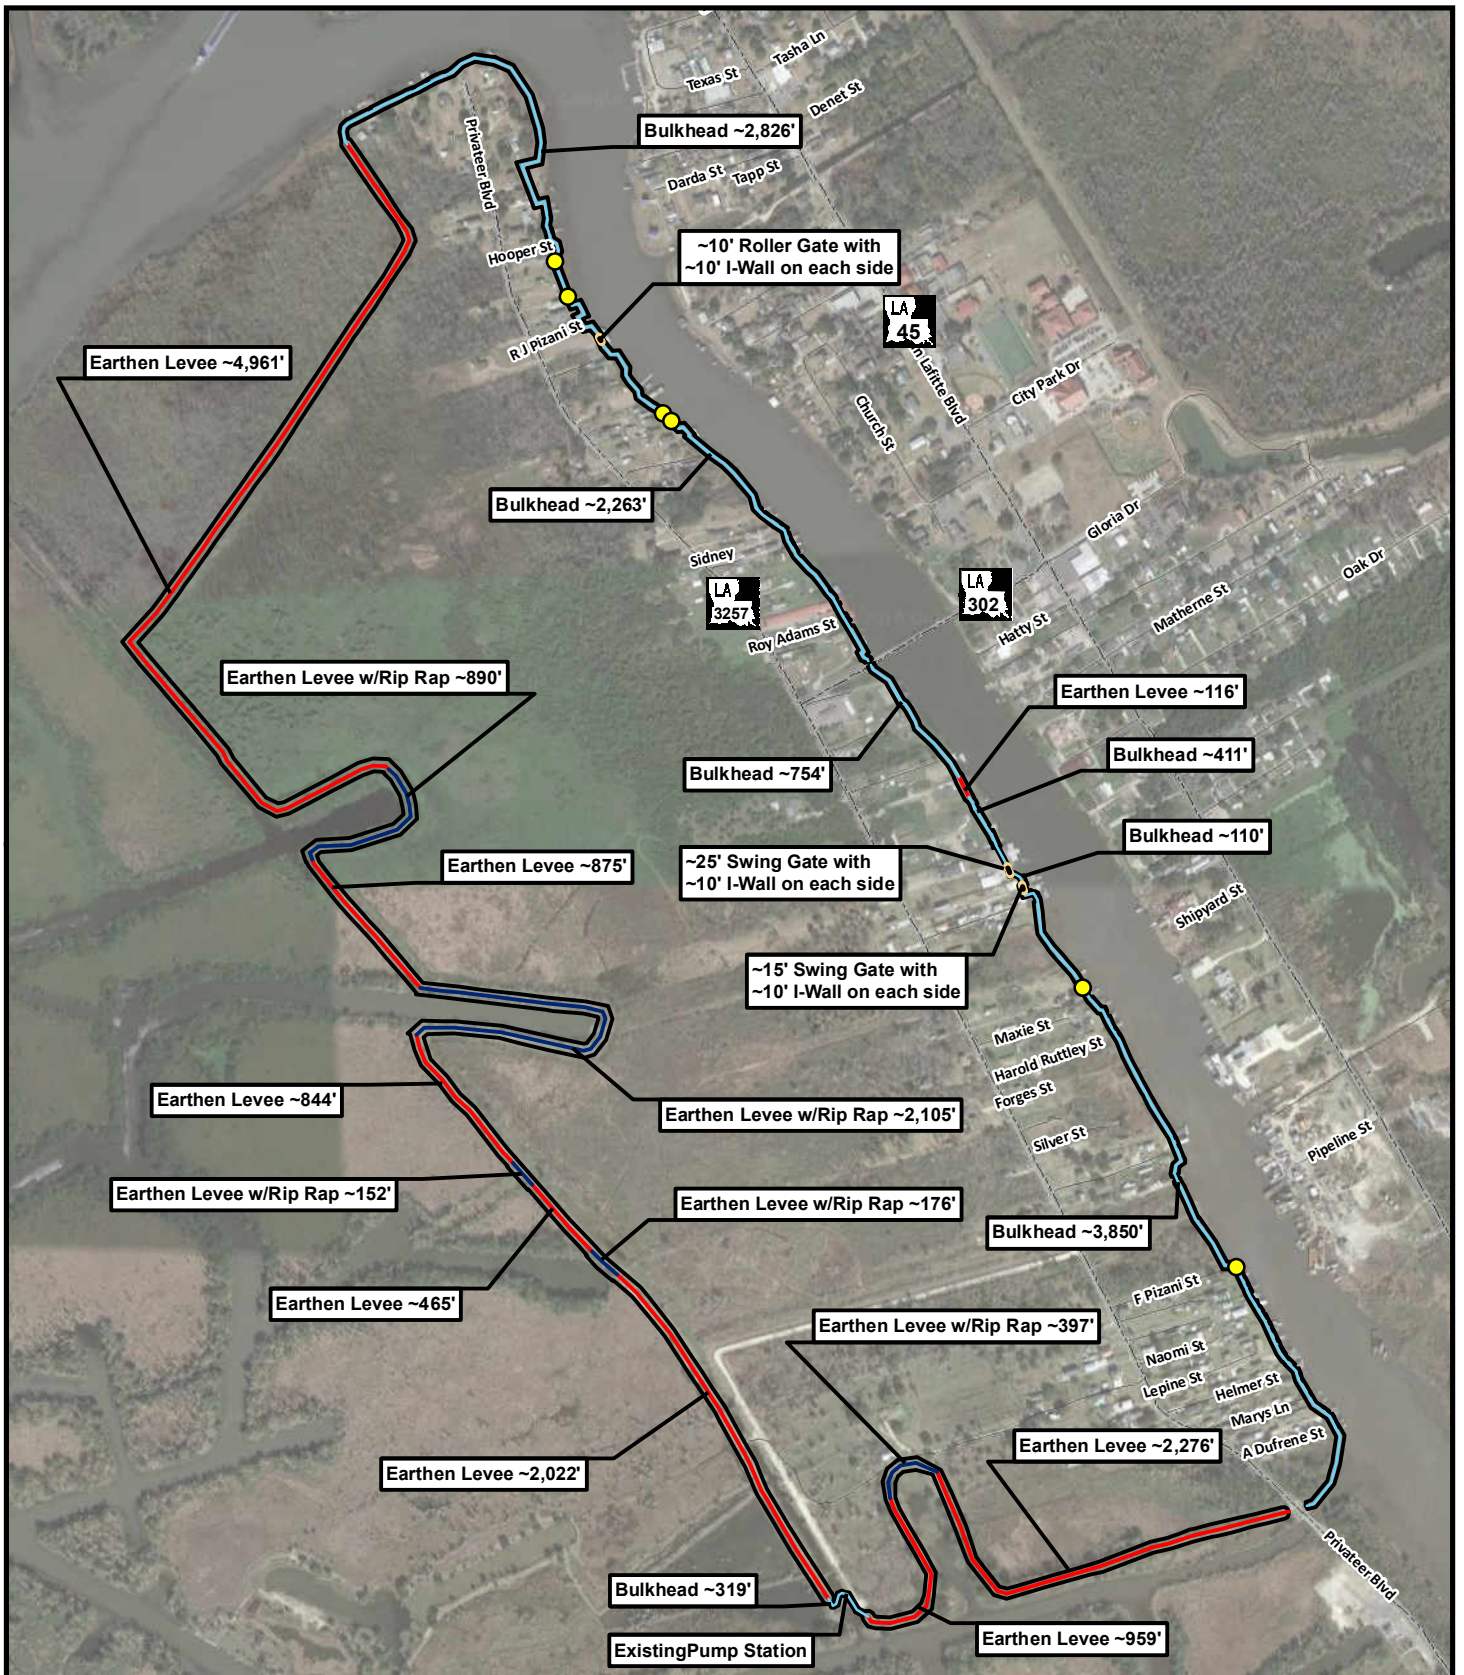 Tasha Ln
Texas St
Denet St
Bulkhead ~2,826'
Privateer Blvd
Darda St
Tapp St
Hooper St
~10' Roller Gate with
~10' I-Wall on each side
LA
45
R J Pizani St
n Lafitte Blvd
Earthen Levee ~4,961'
City Park Dr
Church St
Bulkhead ~2,263'
Gloria Dr
Sidney
Oak Dr
LA
3257
LA
302
Matherne St
Roy Adams St
Hatty St
Earthen Levee w/Rip Rap ~890'
Earthen Levee ~116'
Bulkhead ~754'
Bulkhead ~411'
Bulkhead ~110'
Earthen Levee ~875'
~25' Swing Gate with
~10' I-Wall on each side
Shipyard St
~15' Swing Gate with
~10' I-Wall on each side
Maxie St
Harold Ruttley St
Forges St
Earthen Levee ~844'
Earthen Levee w/Rip Rap ~2,105'
Silver St
Pipeline St
Earthen Levee w/Rip Rap ~152'
Earthen Levee w/Rip Rap ~176'
Bulkhead ~3,850'
Earthen Levee ~465'
F Pizani St
Earthen Levee w/Rip Rap ~397'
Naomi St
Lepine St
Helmer St
Marys Ln
A Dufrene St
Earthen Levee ~2,276'
Earthen Levee ~2,022'
Privateer Blvd
Bulkhead ~319'
ExistingPump Station
Earthen Levee ~959'